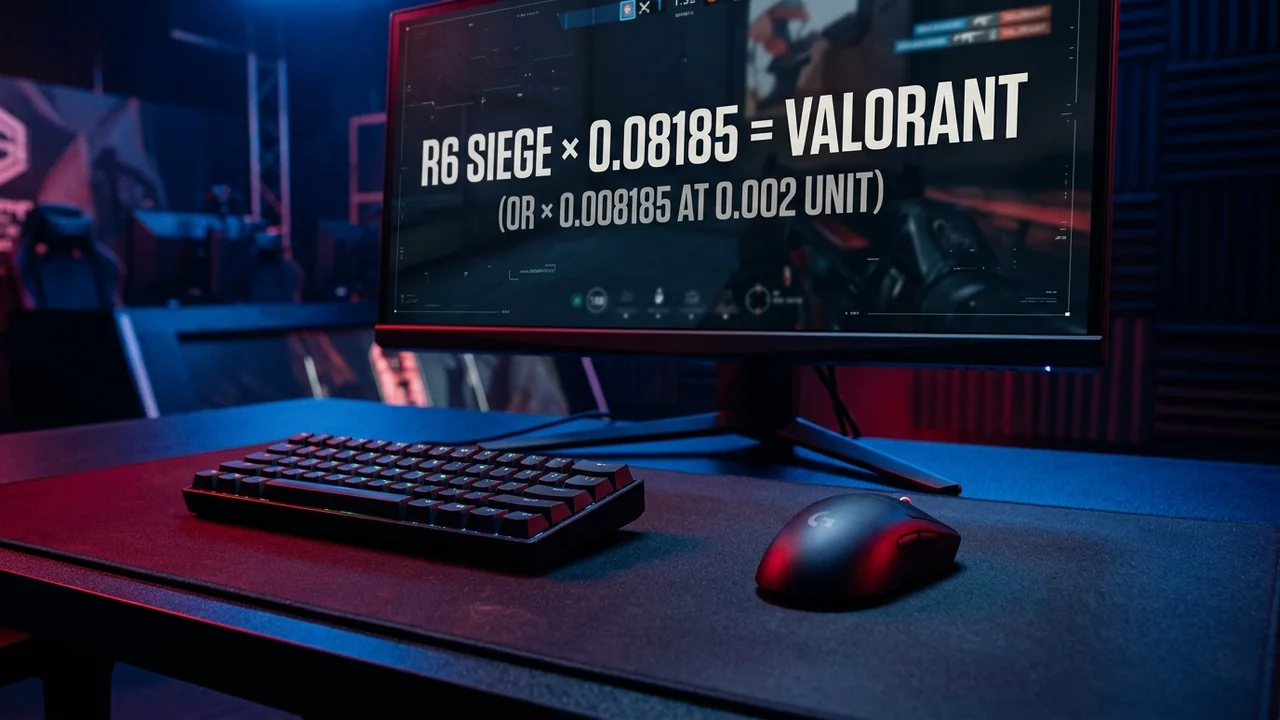 R6 SIEGE × 0.08185 = VALORANT
(OR × 0.008185 AT 0.002 UNIT)